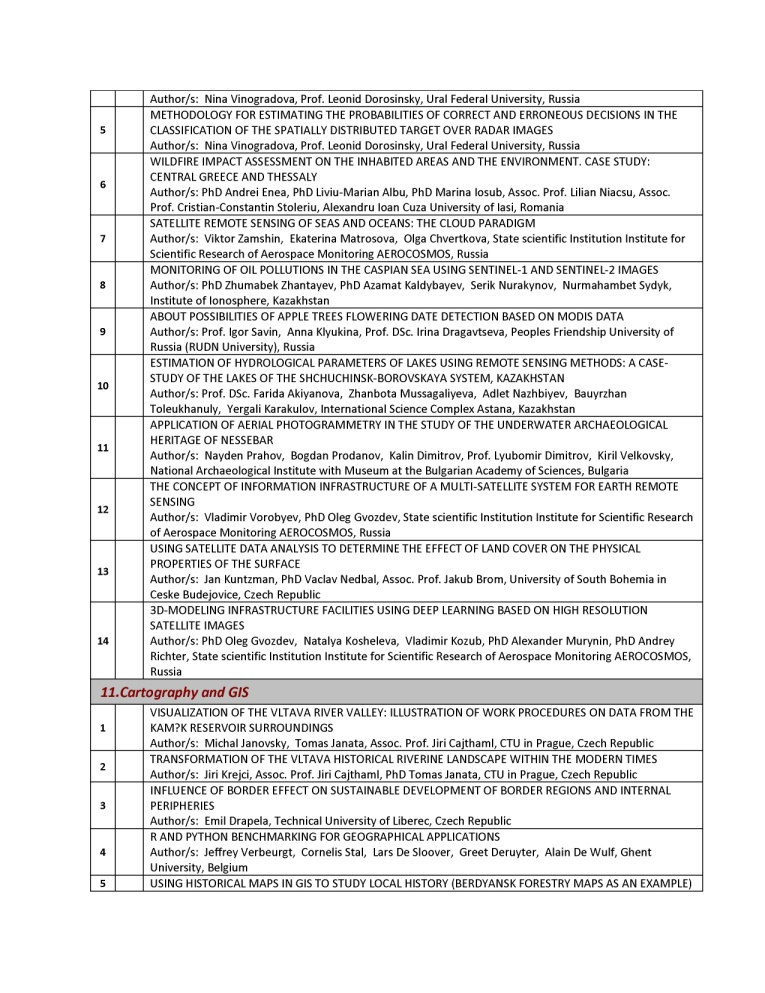 Author/s: Nina Vinogradova, Prof. Leonid Dorosinsky, Ural Federal University, Russia
5
METHODOLOGY FOR ESTIMATING THE PROBABILITIES OF CORRECT AND ERRONEOUS DECISIONS IN THE
CLASSIFICATION OF THE SPATIALLY DISTRIBUTED TARGET OVER RADAR IMAGES
Author/s: Nina Vinogradova, Prof. Leonid Dorosinsky, Ural Federal University, Russia
6
WILDFIRE IMPACT ASSESSMENT ON THE INHABITED AREAS AND THE ENVIRONMENT. CASE STUDY:
CENTRAL GREECE AND THESSALY
Author/s: PhD Andrei Enea, PhD Liviu-Marian Albu, PhD Marina Iosub, Assoc. Prof. Lilian Niacsu, Assoc.
Prof. Cristian-Constantin Stoleriu, Alexandru Ioan Cuza University of Iasi, Romania
7
SATELLITE REMOTE SENSING OF SEAS AND OCEANS: THE CLOUD PARADIGM
Author/s: Viktor Zamshin, Ekaterina Matrosova, Olga Chvertkova, State scientific Institution Institute for
Scientific Research of Aerospace Monitoring AEROCOSMOS, Russia
8
MONITORING OF OIL POLLUTIONS IN THE CASPIAN SEA USING SENTINEL-1 AND SENTINEL-2 IMAGES
Author/s: PhD Zhumabek Zhantayev, PhD Azamat Kaldybayev, Serik Nurakynov, Nurmahambet Sydyk,
Institute of Ionosphere, Kazakhstan
9
ABOUT POSSIBILITIES OF APPLE TREES FLOWERING DATE DETECTION BASED ON MODIS DATA
Author/s: Prof. Igor Savin, Anna Klyukina, Prof. DSc. Irina Dragavtseva, Peoples Friendship University of
Russia (RUDN University), Russia
10
ESTIMATION OF HYDROLOGICAL PARAMETERS OF LAKES USING REMOTE SENSING METHODS: A CASE-
STUDY OF THE LAKES OF THE SHCHUCHINSK-BOROVSKAYA SYSTEM, KAZAKHSTAN
Author/s: Prof. DSc. Farida Akiyanova, Zhanbota Mussagaliyeva, Adlet Nazhbiyev, Bauyrzhan
Toleukhanuly, Yergali Karakulov, International Science Complex Astana, Kazakhstan
11
APPLICATION OF AERIAL PHOTOGRAMMETRY IN THE STUDY OF THE UNDERWATER ARCHAEOLOGICAL
HERITAGE OF NESSEBAR
Author/s: Nayden Prahov, Bogdan Prodanov, Kalin Dimitrov, Prof. Lyubomir Dimitrov, Kiril Velkovsky,
National Archaeological Institute with Museum at the Bulgarian Academy of Sciences, Bulgaria
12
THE CONCEPT OF INFORMATION INFRASTRUCTURE OF A MULTI-SATELLITE SYSTEM FOR EARTH REMOTE
SENSING
Author/s: Vladimir Vorobyev, PhD Oleg Gvozdev, State scientific Institution Institute for Scientific Research
of Aerospace Monitoring AEROCOSMOS, Russia
13
USING SATELLITE DATA ANALYSIS TO DETERMINE THE EFFECT OF LAND COVER ON THE PHYSICAL
PROPERTIES OF THE SURFACE
Author/s: Jan Kuntzman, PhD Vaclav Nedbal, Assoc. Prof. Jakub Brom, University of South Bohemia in
Ceske Budejovice, Czech Republic
14
3D-MODELING INFRASTRUCTURE FACILITIES USING DEEP LEARNING BASED ON HIGH RESOLUTION
SATELLITE IMAGES
Author/s: PhD Oleg Gvozdev, Natalya Kosheleva, Vladimir Kozub, PhD Alexander Murynin, PhD Andrey
Richter, State scientific Institution Institute for Scientific Research of Aerospace Monitoring AEROCOSMOS,
Russia
11.Cartography and GIS
1
VISUALIZATION OF THE VLTAVA RIVER VALLEY: ILLUSTRATION OF WORK PROCEDURES ON DATA FROM THE
KAM?K RESERVOIR SURROUNDINGS
Author/s: Michal Janovsky, Tomas Janata, Assoc. Prof. Jiri Cajthaml, CTU in Prague, Czech Republic
2
TRANSFORMATION OF THE VLTAVA HISTORICAL RIVERINE LANDSCAPE WITHIN THE MODERN TIMES
Author/s: Jiri Krejci, Assoc. Prof. Jiri Cajthaml, PhD Tomas Janata, CTU in Prague, Czech Republic
3
INFLUENCE OF BORDER EFFECT ON SUSTAINABLE DEVELOPMENT OF BORDER REGIONS AND INTERNAL
PERIPHERIES
Author/s: Emil Drapela, Technical University of Liberec, Czech Republic
4
R AND PYTHON BENCHMARKING FOR GEOGRAPHICAL APPLICATIONS
Author/s: Jeffrey Verbeurgt, Cornelis Stal, Lars De Sloover, Greet Deruyter, Alain De Wulf, Ghent
University, Belgium
5
USING HISTORICAL MAPS IN GIS TO STUDY LOCAL HISTORY (BERDYANSK FORESTRY MAPS AS AN EXAMPLE)